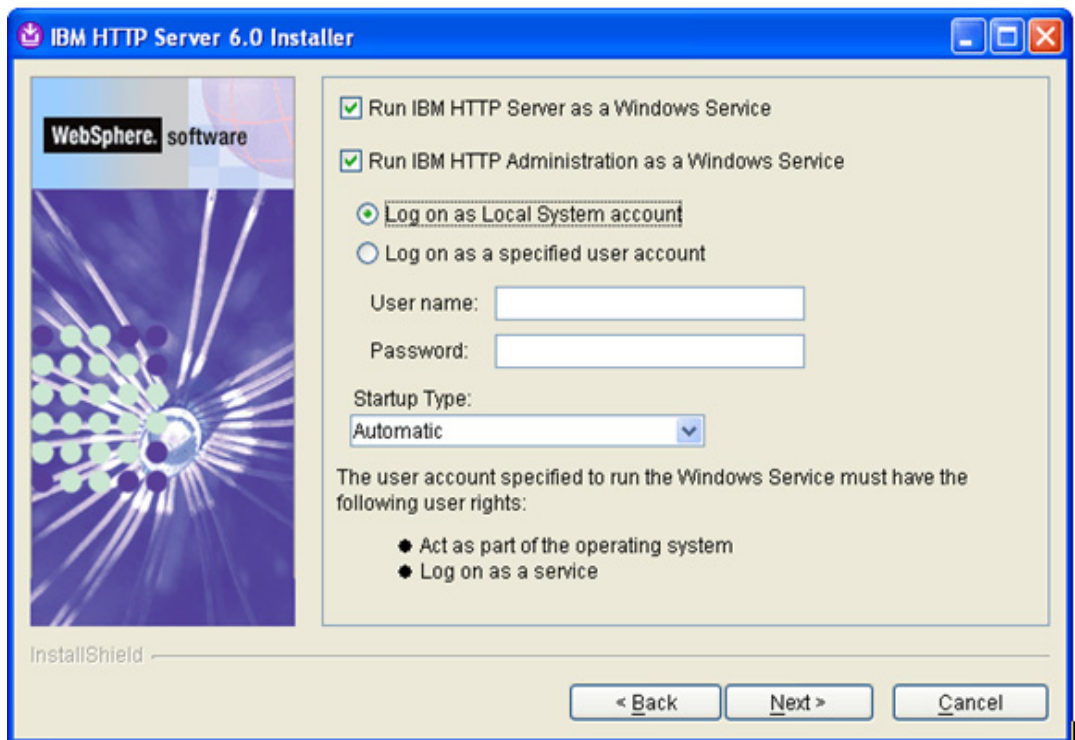 IBM HTTP Server 6.0 Installer
WebSphere. software
Run IBM HTTP Server as a Windows Service
Run IBM HTTP Administration as a Windows Service
Log on as Local System account
Log on as a specified user account
User name:
Password:
Startup Type:
Automatic
The user account specified to run the Windows Service must have the
following user rights:
Act as part of the operating system
Log on as a service
InstallShield
< Back
Next >
Cancel